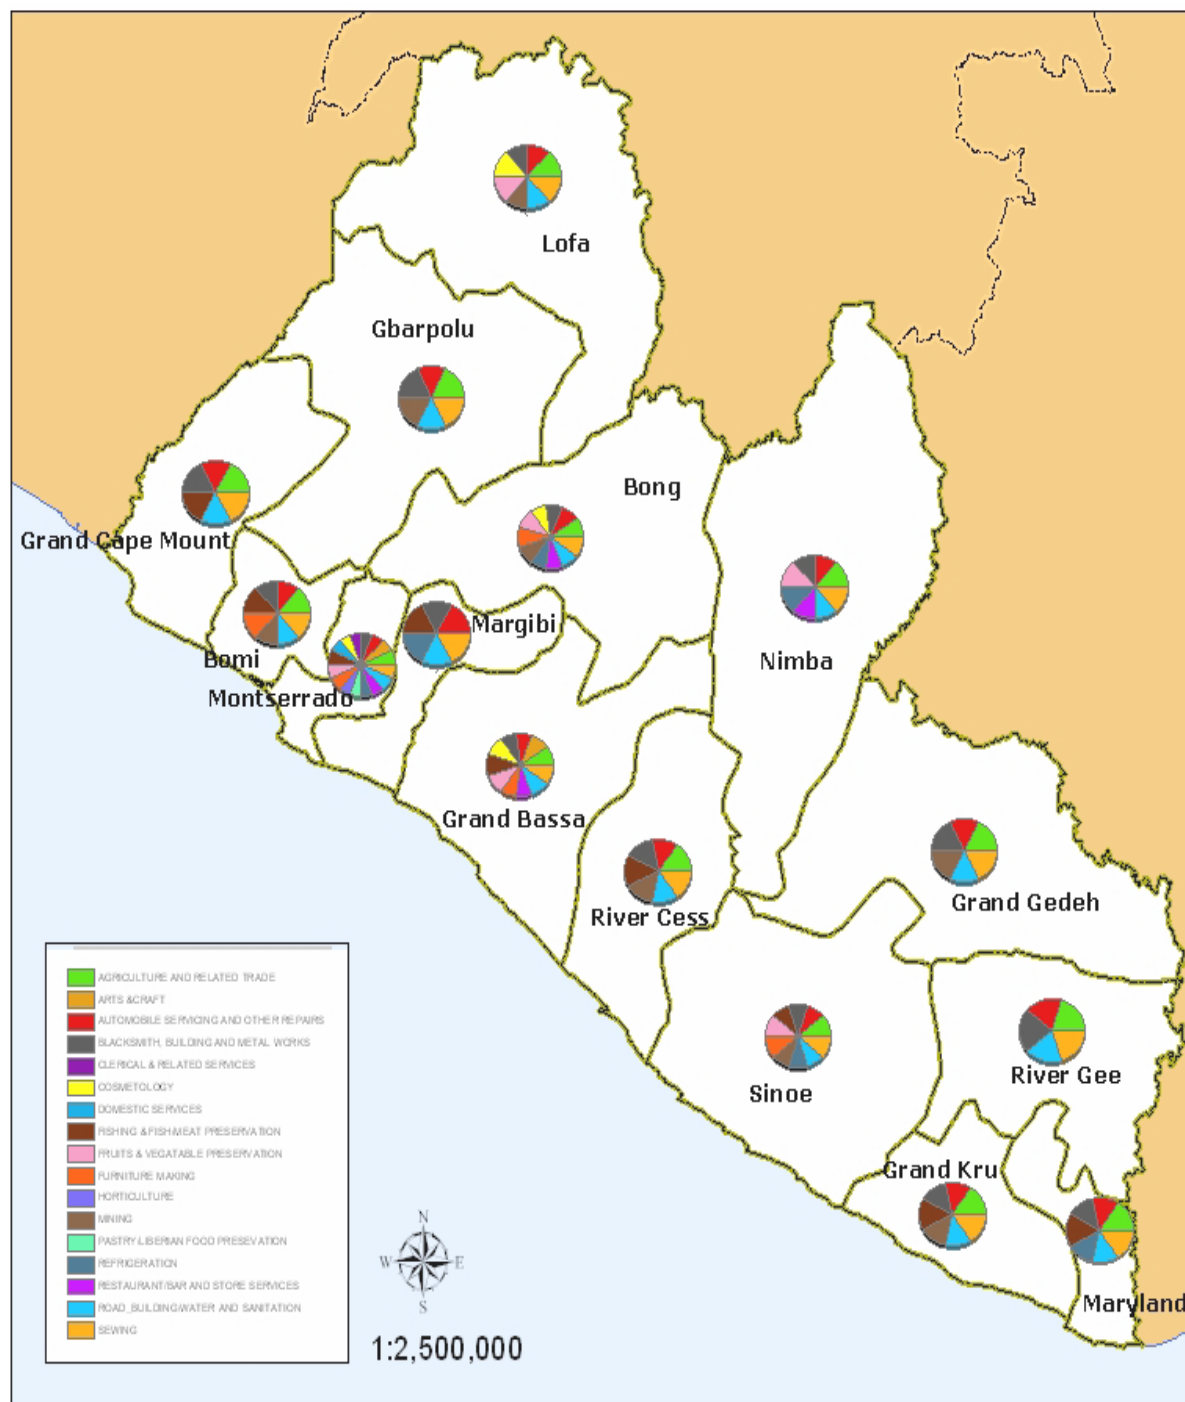 Lofa
Gbarpolu
Bong
Grand Cape Mount
Margibi
Bomi
Nimba
Montserrado
Grand Bassa
Grand Gedeh
River Cess
River Gee
Sinoe
Grand Kru
Maryland
AGRICULTURE AND RELATED TRADE
ARTS &CRAFT
AUTOMOBILE SERVICING AND OTHER REPAIRS
BLACKSMITH, BUILDING AND METAL WORKS
CLERICAL & RELATED SERVICES
COSMETOLOGY
DOMESTIC SERVICES
FISHING & FISH-MEAT PRESERVATION
FRUITS & VEGATABLE PRESERVATION
FURNITURE MAKING
HORTICULTURE
MINING
PASTRY-LIBERIAN FOOD PRESEVATION
REFRIGERATION
RESTAURANT/BAR AND STORE SERVICES
ROAD_BUILDING/WATER AND SANITATION
SEWING
N
W E
S
1:2,500,000